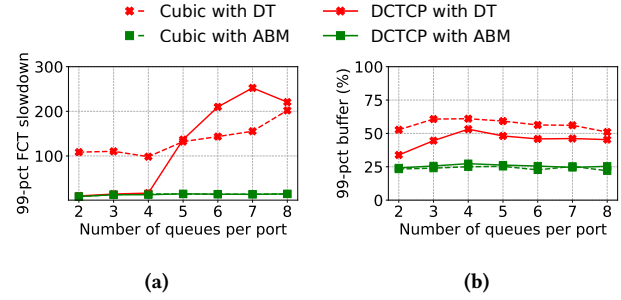 Cubic with DT
DCTCP with DT
Cubic with ABM
DCTCP with ABM
99-pct FCT slowdown
300
200
100
2 3 4 5 6 7 8
Number of queues per port
(a)
99-pct buffer (%)
100
75
50
25
0
2 3 4 5 6 7 8
Number of queues per port
(b)